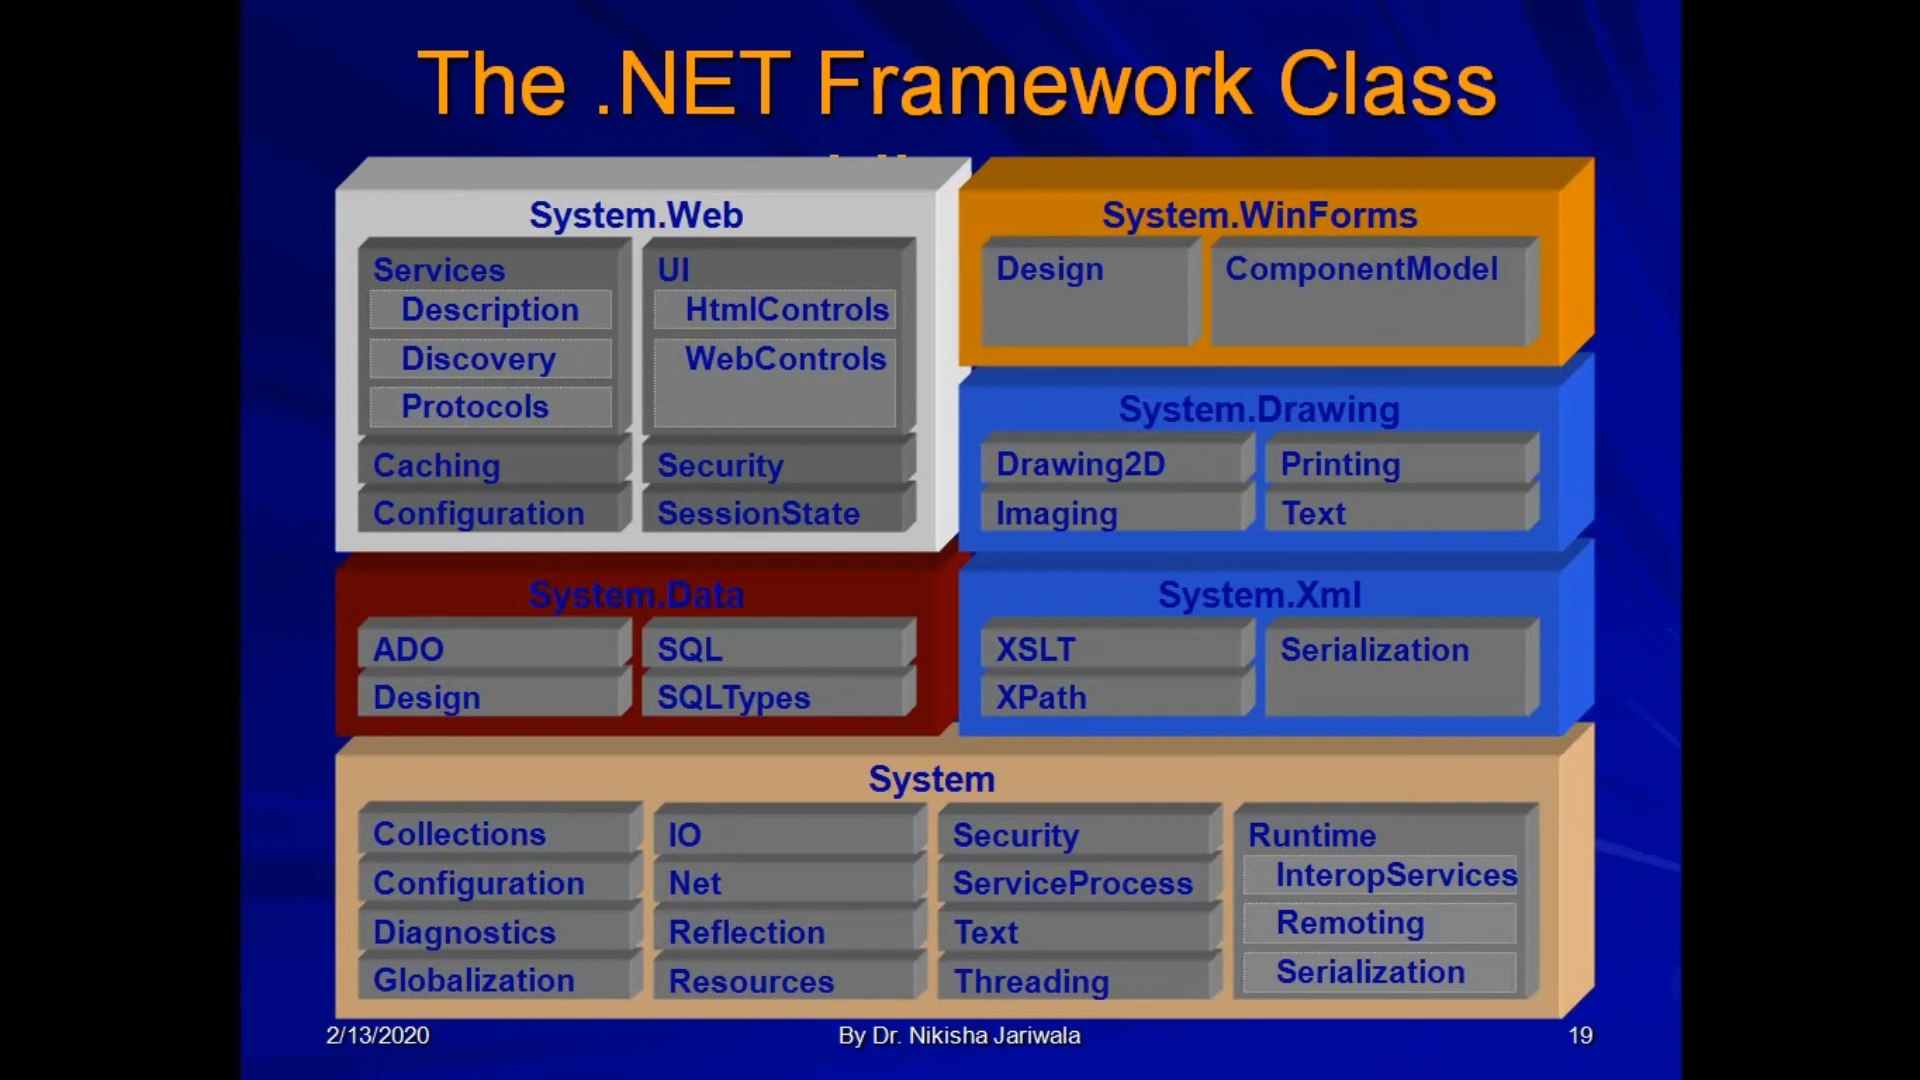 The .NET Framework Class
System.Web
Services
Description
Discovery
Protocols
Caching
Configuration
UI
HtmlControls
WebControls
Security
SessionState
System.WinForms
Design
ComponentModel
System.Drawing
Drawing2D
Imaging
Printing
Text
System.Data
ADO
Design
SQL
SQLTypes
System.Xml
XSLT
XPath
Serialization
System
Collections
Configuration
Diagnostics
Globalization
IO
Net
Reflection
Resources
Security
ServiceProcess
Text
Threading
Runtime
InteropServices
Remoting
Serialization
2/13/2020
By Dr. Nikisha Jariwala
19